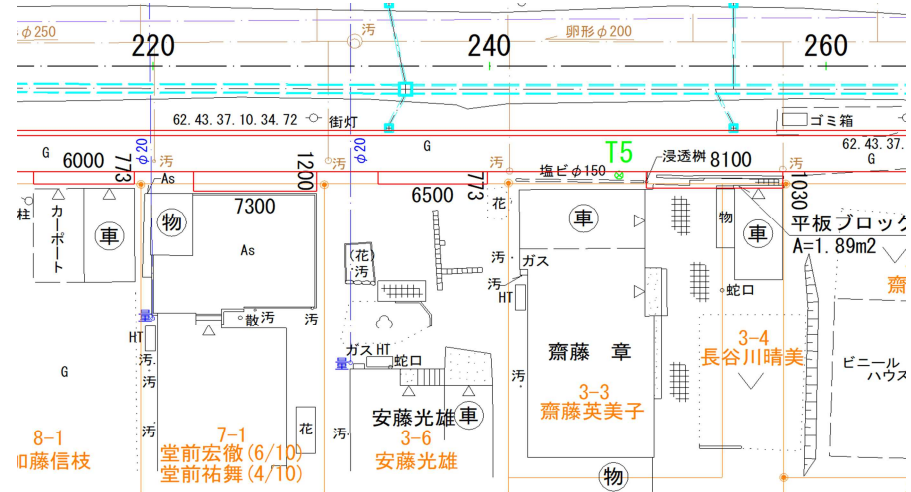 φ250
220
汚
240
卵形φ200
260
62.43.37.10.34.72
街灯
ゴミ箱
62.43.37.
G
6000
773
汚
φ20
1200
汚
φ20
G
773
汚
T5
塩ビφ150
浸透桝
8100
汚
G
1030
As
7300
6500
花
柱
カーポート
車
物
As
(花)
汚
車
物
車
平板ブロック
A=1.89m2
汚
ガス
汚
HT
蛇口
量
散
汚
汚
HT
汚
汚
汚
G
ガス
HT
蛇口
量
汚
齋藤 章
3-3
齋藤英美子
3-4
長谷川晴美
ビニール
ハウス
花
安藤光雄
車
汚
8-1
加藤信枝
7-1
堂前宏徹(6/10)
堂前祐舞(4/10)
3-6
安藤光雄
物
齋